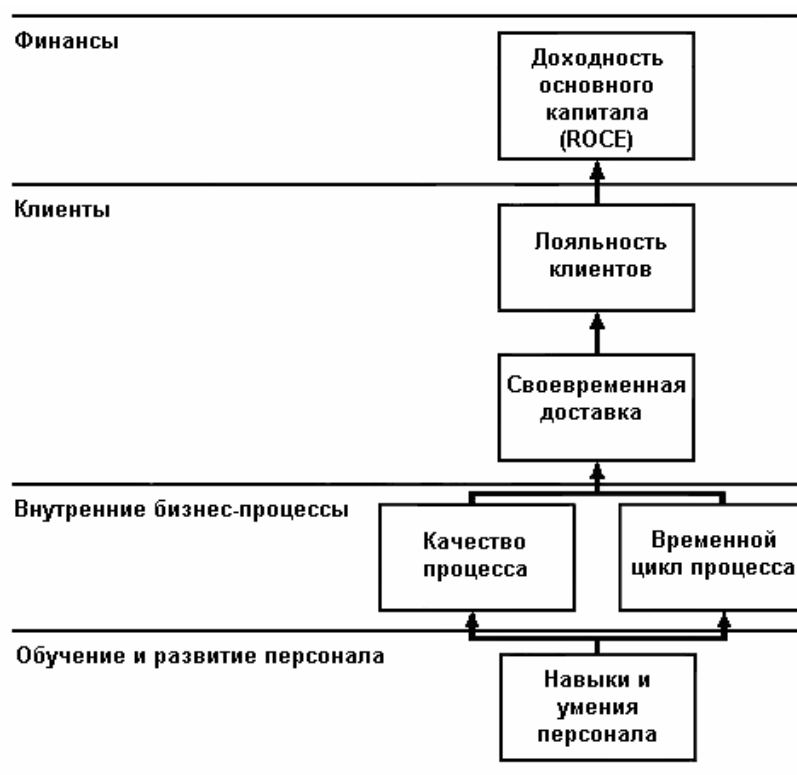 Финансы
Доходность
основного
капитала
(ROCE)
Клиенты
Лояльность
клиентов
Своевременная
доставка
Внутренние бизнес-процессы
Качество
процесса
Временной
цикл процесса
Обучение и развитие персонала
Навыки и
умения
персонала